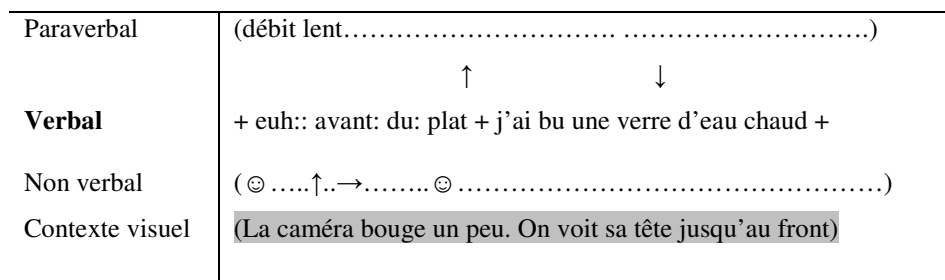 Paraverbal (débit lent…………………………. ……………………….)
↑ ↓
Verbal + euh:: avant: du: plat + j’ai bu une verre d’eau chaud +
Non verbal (☺…..↑..→…….. ☺…………………………………………)
Contexte visuel (La caméra bouge un peu. On voit sa tête jusqu’au front)